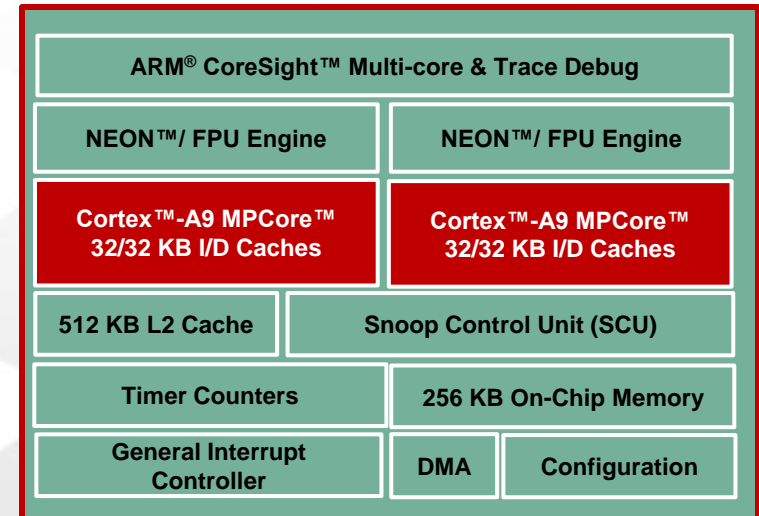 ARM® CoreSight™ Multi-core & Trace Debug
NEON™/ FPU Engine
NEON™/ FPU Engine
Cortex™-A9 MPCore™
32/32 KB I/D Caches
Cortex™-A9 MPCore™
32/32 KB I/D Caches
512 KB L2 Cache
Snoop Control Unit (SCU)
Timer Counters
256 KB On-Chip Memory
General Interrupt
Controller
DMA
Configuration